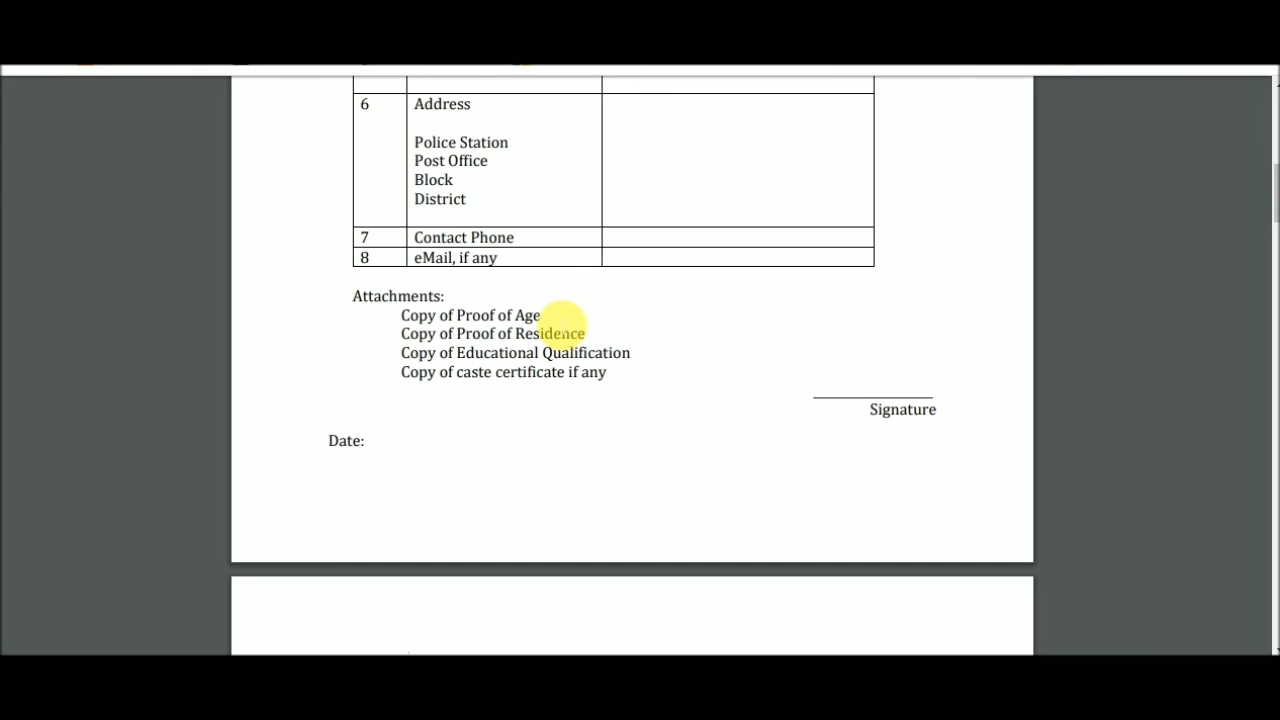 6 Address
Police Station
Post Office
Block
District
7 Contact Phone
8 eMail, if any
Attachments:
Copy of Proof of Age
Copy of Proof of Residence
Copy of Educational Qualification
Copy of caste certificate if any
Signature
Date: